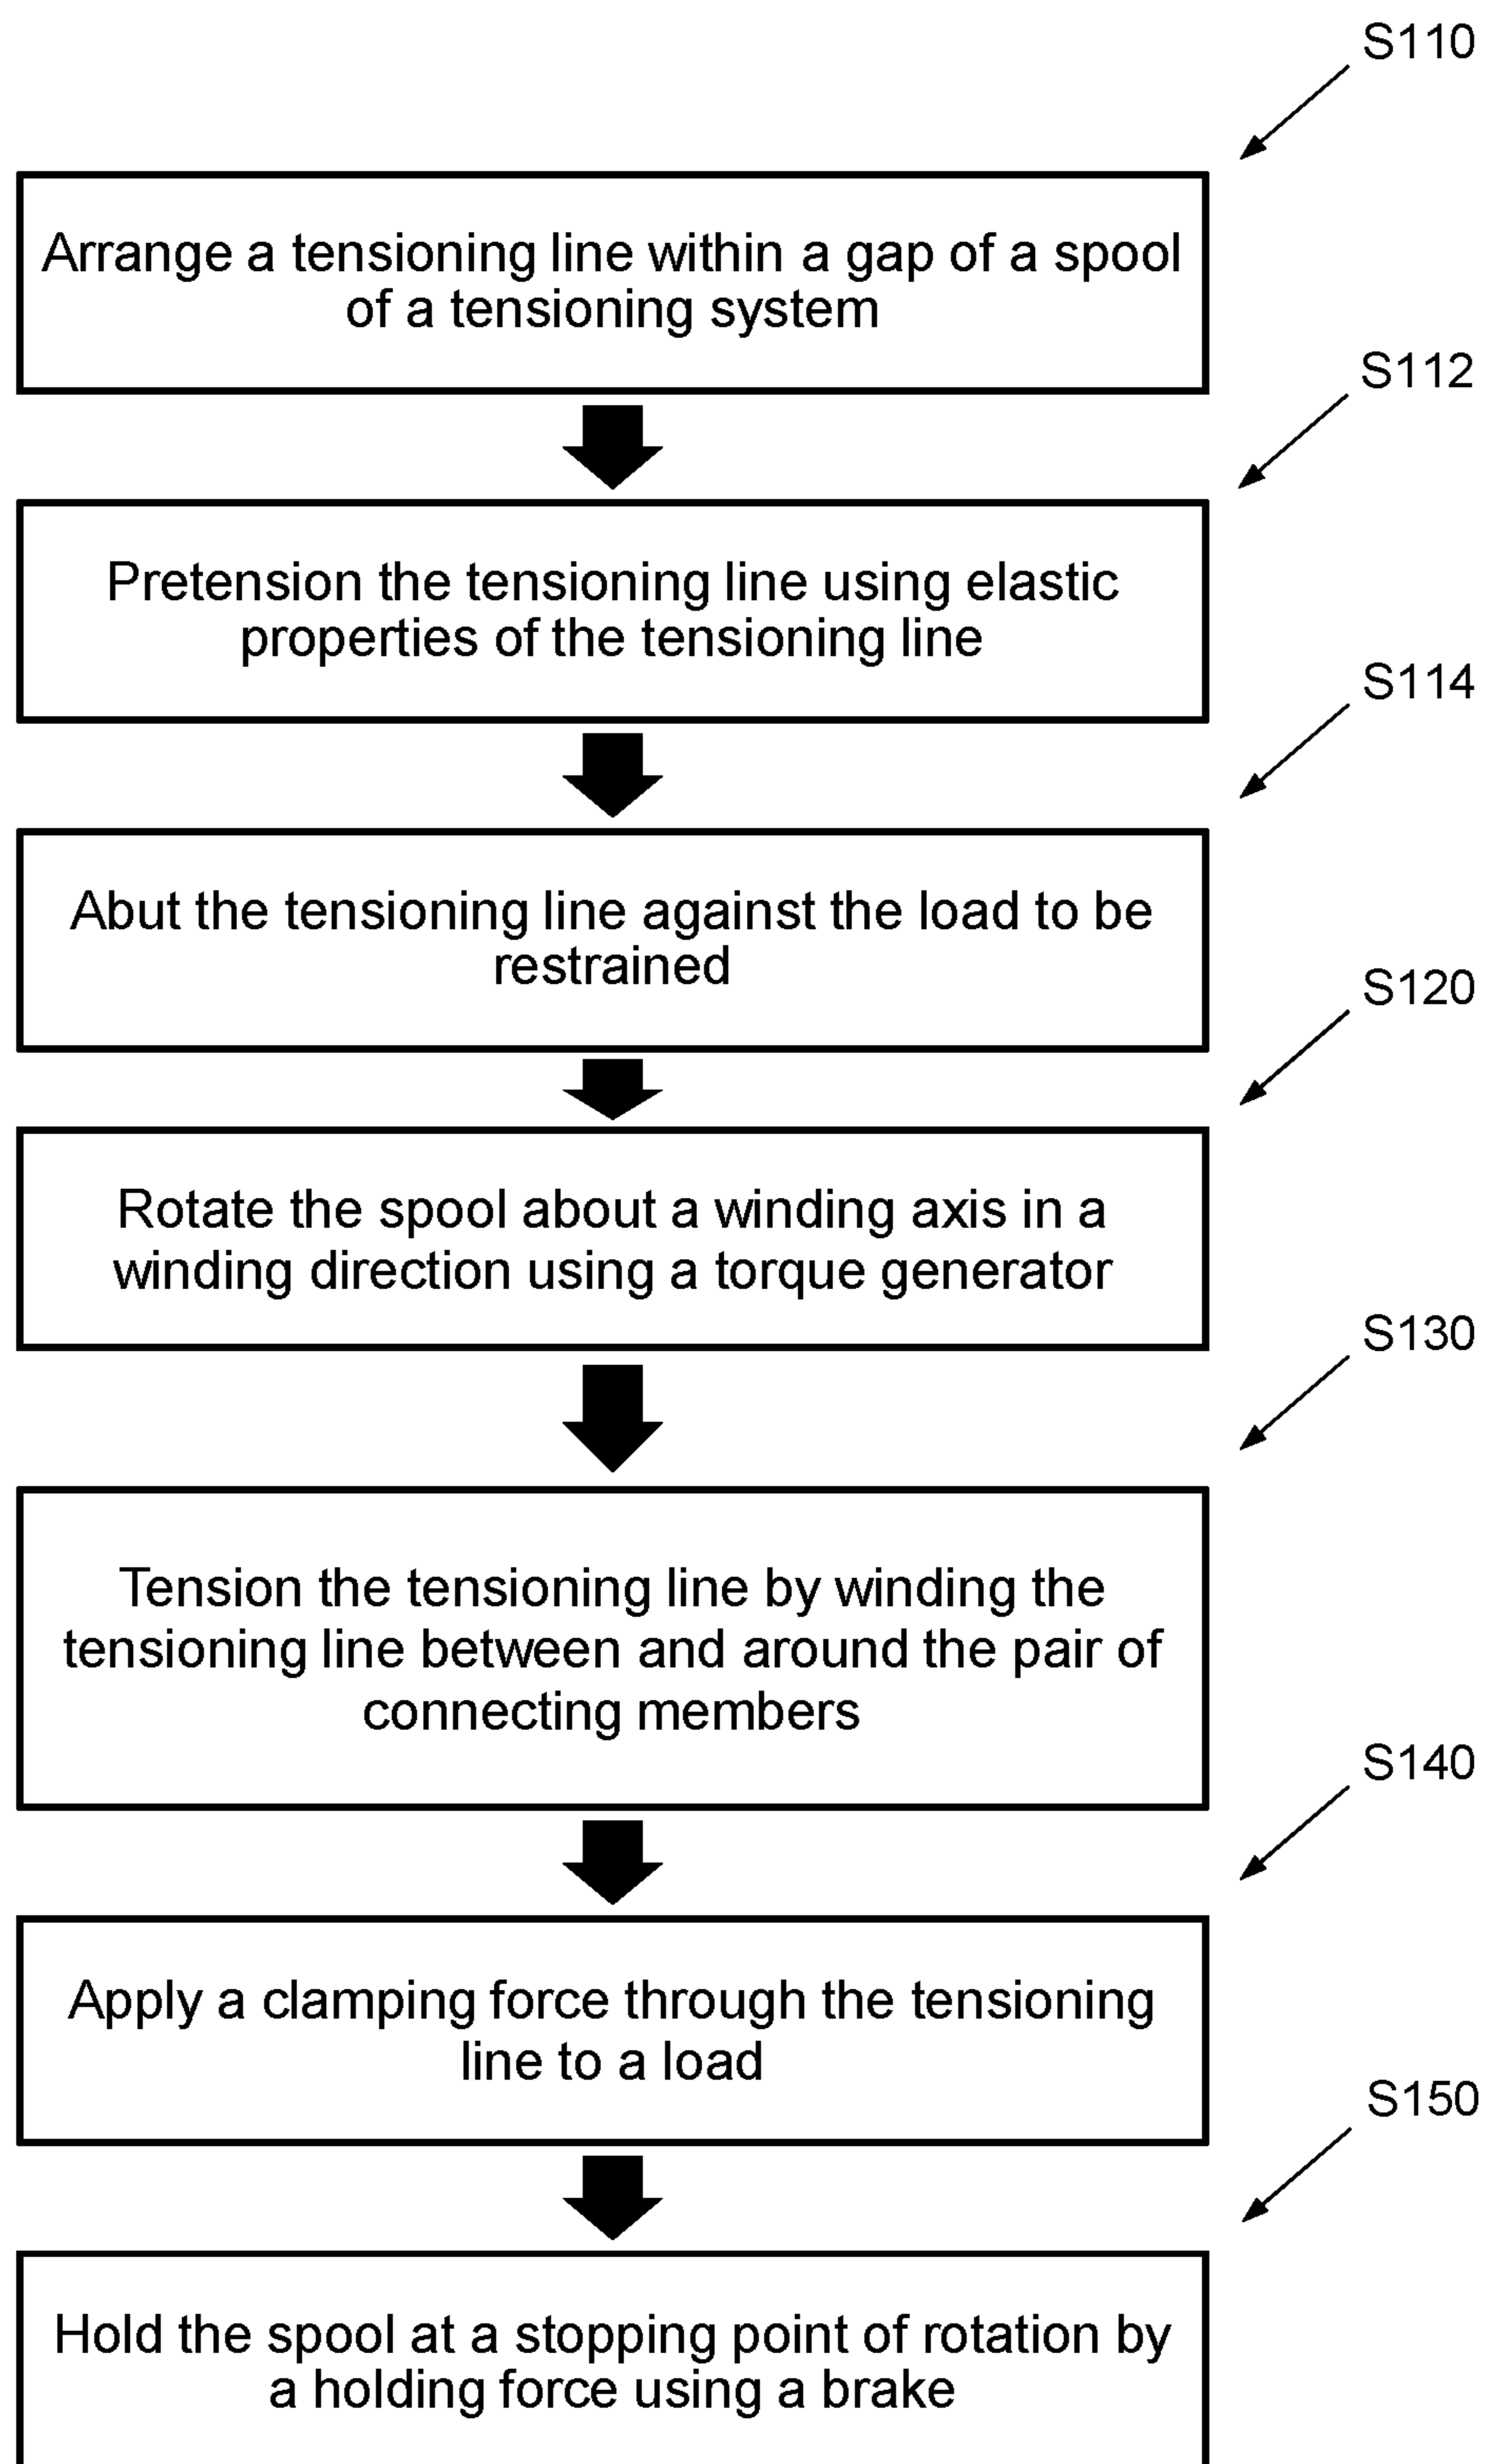 S110
Arrange a tensioning line within a gap of a spool
of a tensioning system
S112
Pretension the tensioning line using elastic
properties of the tensioning line
S114
Abut the tensioning line against the load to be
restrained
S120
Rotate the spool about a winding axis in a
winding direction using a torque generator
S130
Tension the tensioning line by winding the
tensioning line between and around the pair of
connecting members
S140
Apply a clamping force through the tensioning
line to a load
S150
Hold the spool at a stopping point of rotation by
a holding force using a brake